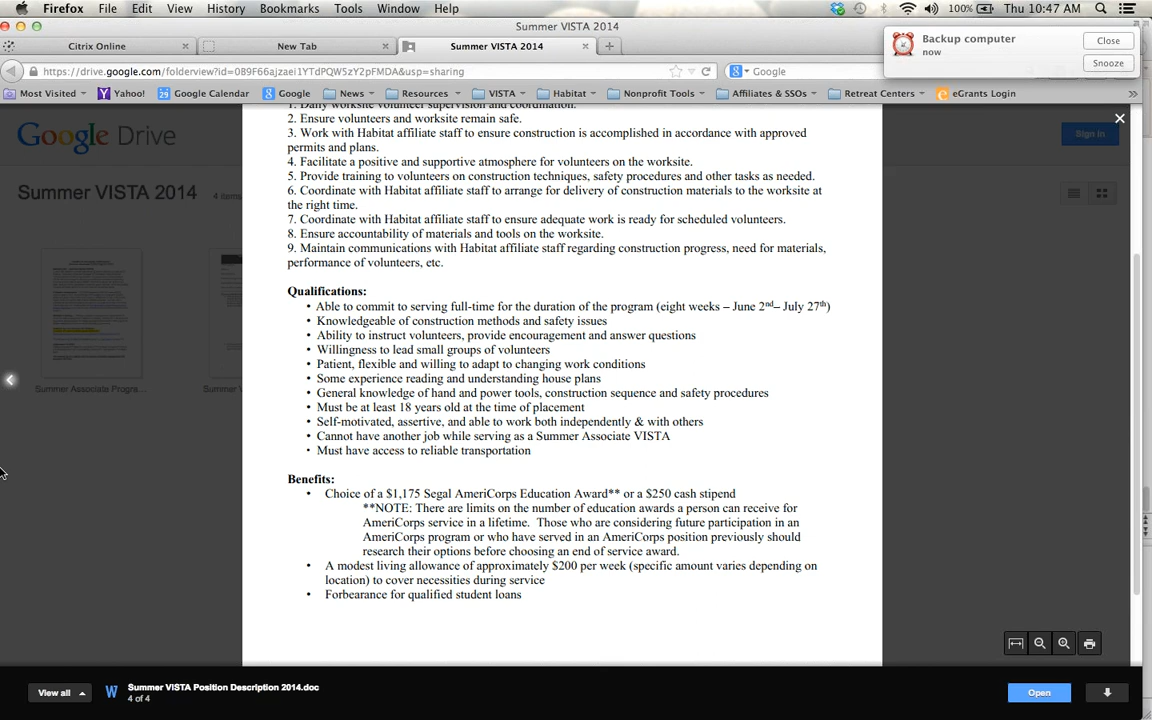 Firefox File Edit View History Bookmarks Tools Window Help 100% Thu 10:47 AM
Summer VISTA 2014
Citrix Online New Tab Summer VISTA 2014
Backup computer
now
Close
Snooze
https://drive.google.com/folderview?id=089F66ajzaei1YTdPQW5zY2pFMDA&usp=sharing Google
Most Visited Yahoo! Google Calendar Google News Resources VISTA Habitat Nonprofit Tools Affiliates & SSOs Retreat Centers eGrants Login
Google Drive
Sign In
Summer VISTA 2014 4 items
Summer Associate Progra...
Summer V
1. Daily worksite volunteer supervision and coordination.
2. Ensure volunteers and worksite remain safe.
3. Work with Habitat affiliate staff to ensure construction is accomplished in accordance with approved
permits and plans.
4. Facilitate a positive and supportive atmosphere for volunteers on the worksite.
5. Provide training to volunteers on construction techniques, safety procedures and other tasks as needed.
6. Coordinate with Habitat affiliate staff to arrange for delivery of construction materials to the worksite at
the right time.
7. Coordinate with Habitat affiliate staff to ensure adequate work is ready for scheduled volunteers.
8. Ensure accountability of materials and tools on the worksite.
9. Maintain communications with Habitat affiliate staff regarding construction progress, need for materials,
performance of volunteers, etc.
Qualifications:
• Able to commit to serving full-time for the duration of the program (eight weeks – June 2nd– July 27th)
• Knowledgeable of construction methods and safety issues
• Ability to instruct volunteers, provide encouragement and answer questions
• Willingness to lead small groups of volunteers
• Patient, flexible and willing to adapt to changing work conditions
• Some experience reading and understanding house plans
• General knowledge of hand and power tools, construction sequence and safety procedures
• Must be at least 18 years old at the time of placement
• Self-motivated, assertive, and able to work both independently & with others
• Cannot have another job while serving as a Summer Associate VISTA
• Must have access to reliable transportation
Benefits:
• Choice of a $1,175 Segal AmeriCorps Education Award** or a $250 cash stipend
**NOTE: There are limits on the number of education awards a person can receive for
AmeriCorps service in a lifetime. Those who are considering future participation in an
AmeriCorps program or who have served in an AmeriCorps position previously should
research their options before choosing an end of service award.
• A modest living allowance of approximately $200 per week (specific amount varies depending on
location) to cover necessities during service
• Forbearance for qualified student loans
View all
W
Summer VISTA Position Description 2014.doc
4 of 4
Open